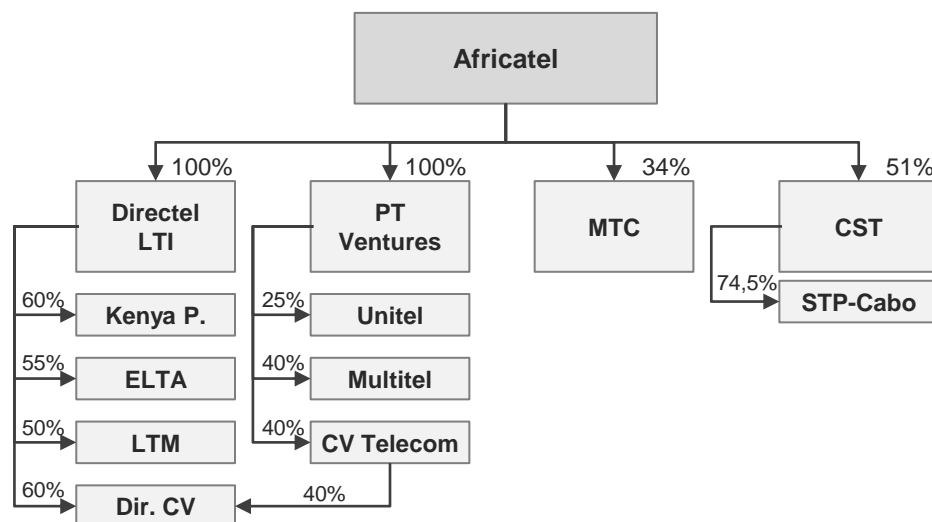 Africatel
100%
100%
34%
51%
Directel
LTI
PT
Ventures
MTC
CST
60%
Kenya P.
25%
Unitel
74,5%
STP-Cabo
55%
ELTA
40%
Multitel
50%
LTM
40%
CV Telecom
60%
Dir. CV
40%